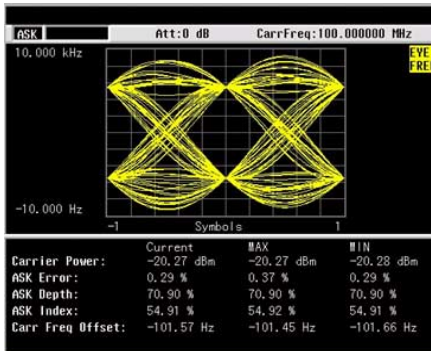 ASK Att:0 dB CarrFreq:100.000000 MHz
10.000 kHz
EYE
FRE
-10.000 Hz
-1 Symbols 1
Current MAX MIN
Carrier Power: -20.27 dBm -20.27 dBm -20.28 dBm
ASK Error: 0.29 % 0.37 % 0.29 %
ASK Depth: 70.90 % 70.90 % 70.90 %
ASK Index: 54.91 % 54.92 % 54.91 %
Carr Freq Offset: -101.57 Hz -101.45 Hz -101.66 Hz